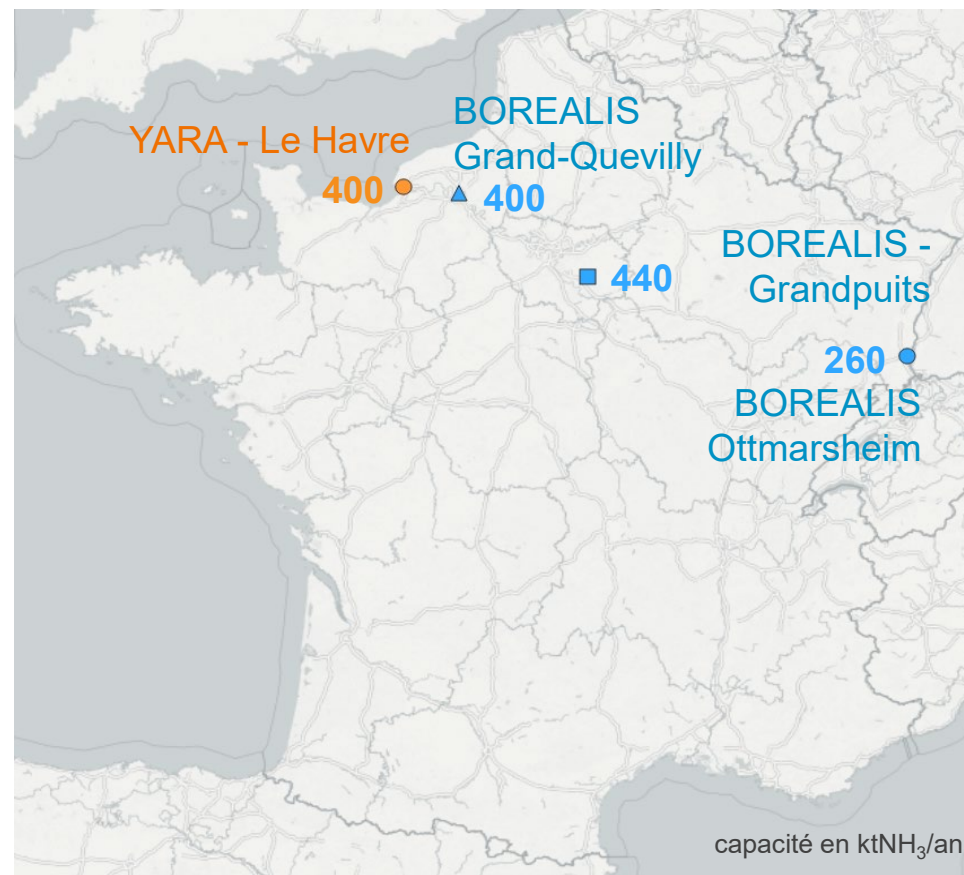 BOREALIS
Grand-Quevilly
YARA - Le Havre
400
400
BOREALIS -
Grandpuits
440
260
BOREALIS
Ottmarsheim
capacité en ktNH₃/an